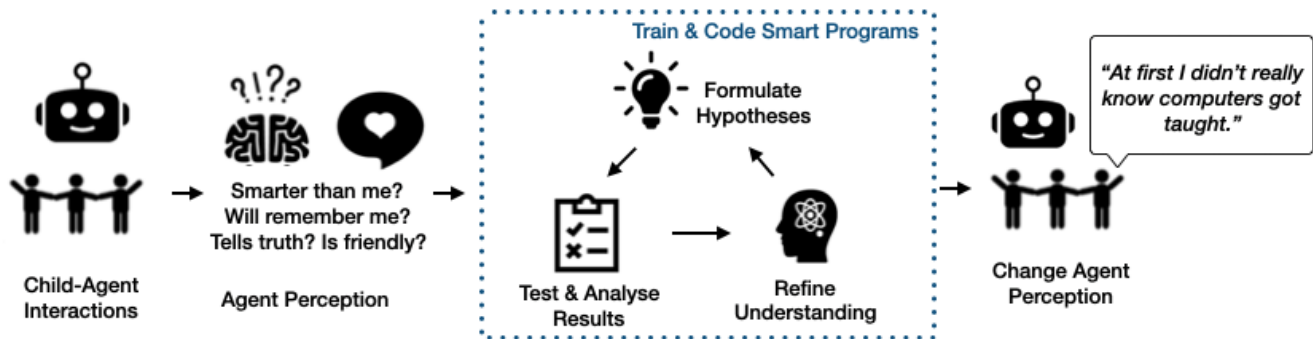 Train & Code Smart Programs
Formulate
Hypotheses
"At first I didn't really
know computers got
taught."
?!??
Smarter than me?
Will remember me?
Tells truth? Is friendly?
Child-Agent
Interactions
Agent Perception
Test & Analyse
Results
Refine
Understanding
Change Agent
Perception